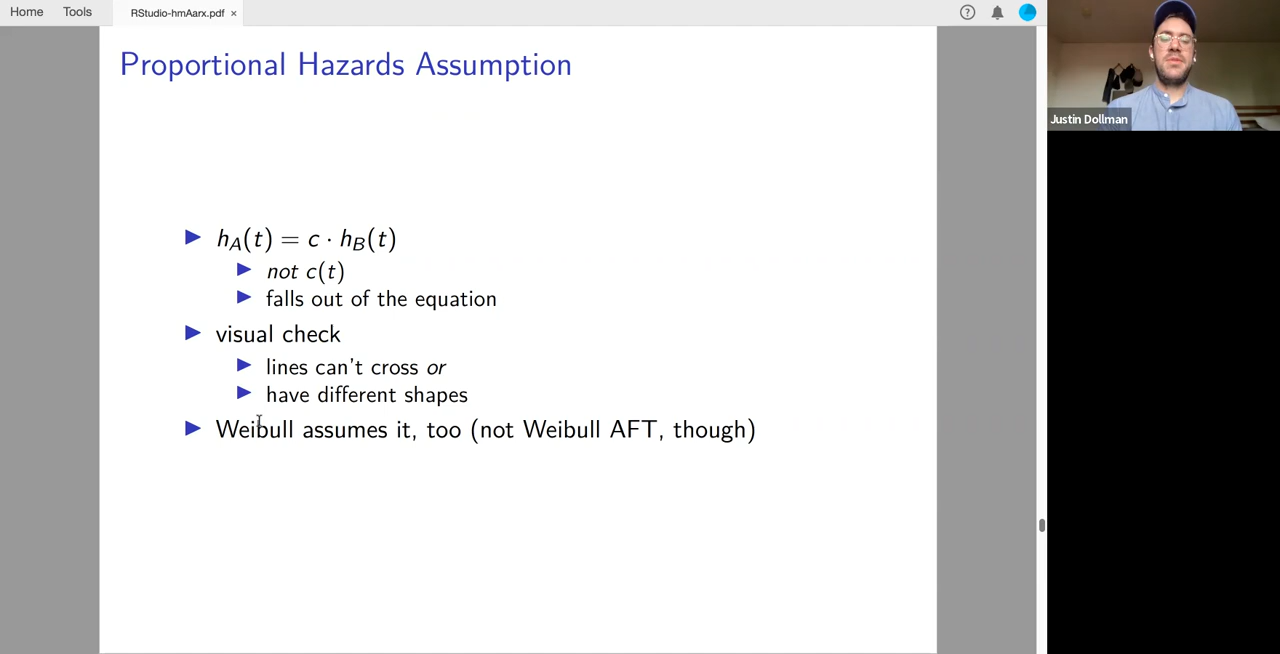 Home Tools RStudio-hmAarx.pdf ×
Proportional Hazards Assumption
h_A(t) = c · h_B(t)
not c(t)
falls out of the equation
visual check
lines can't cross or
have different shapes
Weibull assumes it, too (not Weibull AFT, though)
Justin Dollman